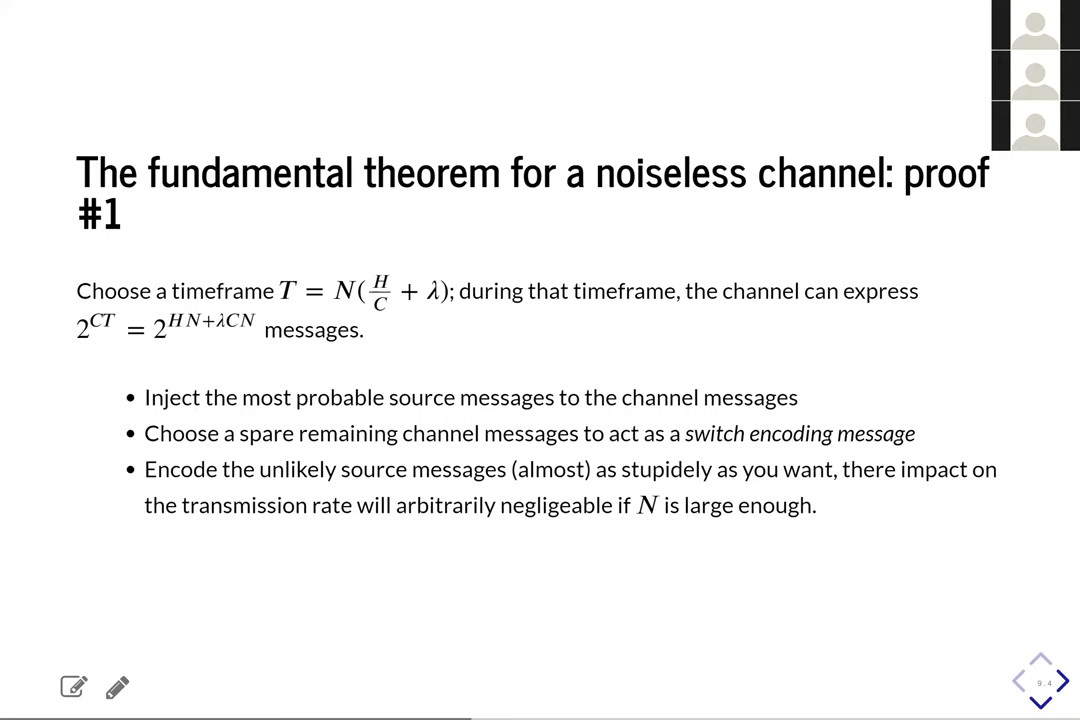 The fundamental theorem for a noiseless channel: proof
#1
Choose a timeframe T = N(H/C + λ); during that timeframe, the channel can express
2^{CT} = 2^{HN+λCN} messages.
• Inject the most probable source messages to the channel messages
• Choose a spare remaining channel messages to act as a switch encoding message
• Encode the unlikely source messages (almost) as stupidely as you want, there impact on
the transmission rate will arbitrarily negligeable if N is large enough.
9.4